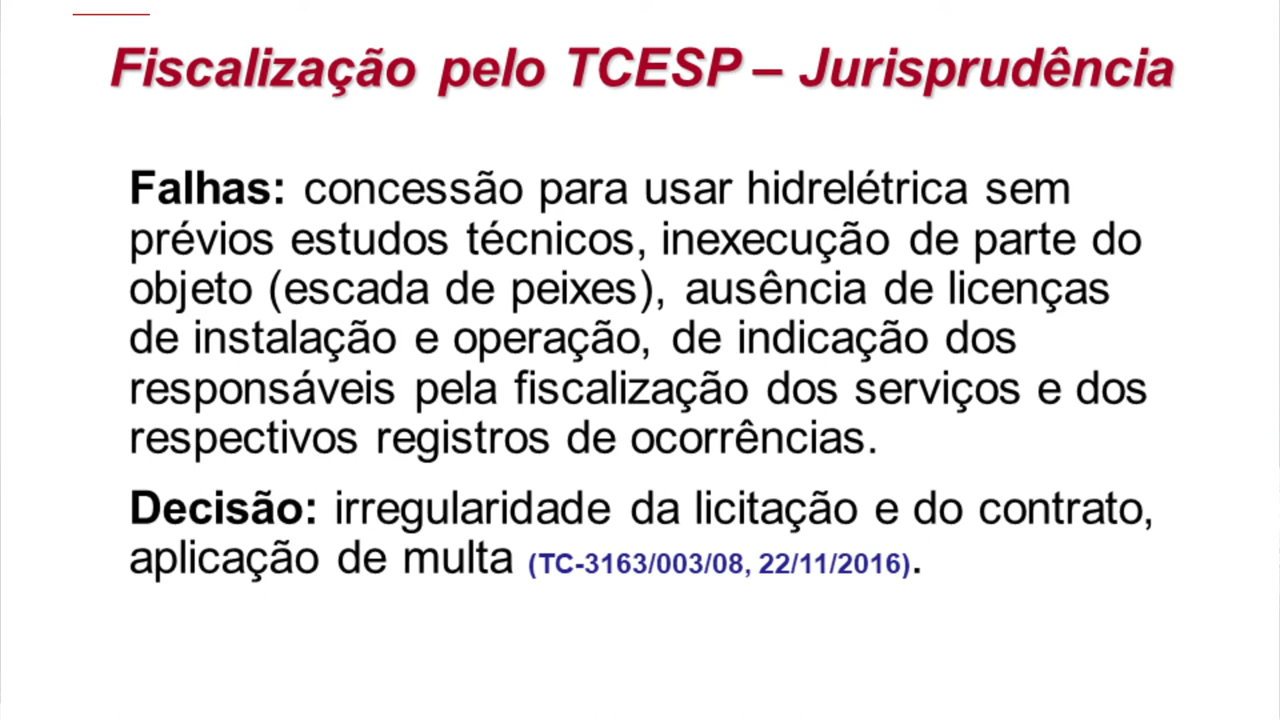 Fiscalização pelo TCESP – Jurisprudência
Falhas: concessão para usar hidrelétrica sem
prévios estudos técnicos, inexecução de parte do
objeto (escada de peixes), ausência de licenças
de instalação e operação, de indicação dos
responsáveis pela fiscalização dos serviços e dos
respectivos registros de ocorrências.
Decisão: irregularidade da licitação e do contrato,
aplicação de multa (TC-3163/003/08, 22/11/2016).